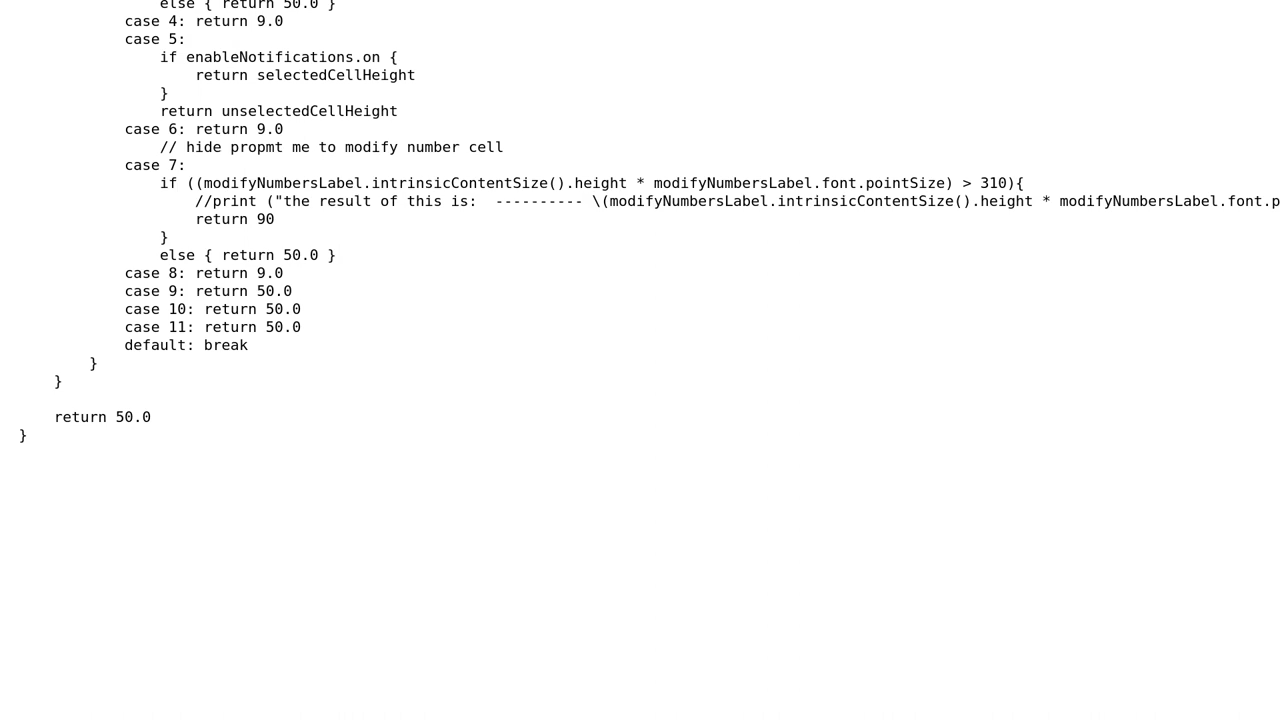 else { return 50.0 }
case 4: return 9.0
case 5:
if enableNotifications.on {
return selectedCellHeight
}
return unselectedCellHeight
case 6: return 9.0
// hide propmt me to modify number cell
case 7:
if ((modifyNumbersLabel.intrinsicContentSize().height * modifyNumbersLabel.font.pointSize) > 310){
//print ("the result of this is:  ---------- \(modifyNumbersLabel.intrinsicContentSize().height * modifyNumbersLabel.font.p
return 90
}
else { return 50.0 }
case 8: return 9.0
case 9: return 50.0
case 10: return 50.0
case 11: return 50.0
default: break
}
}
return 50.0
}